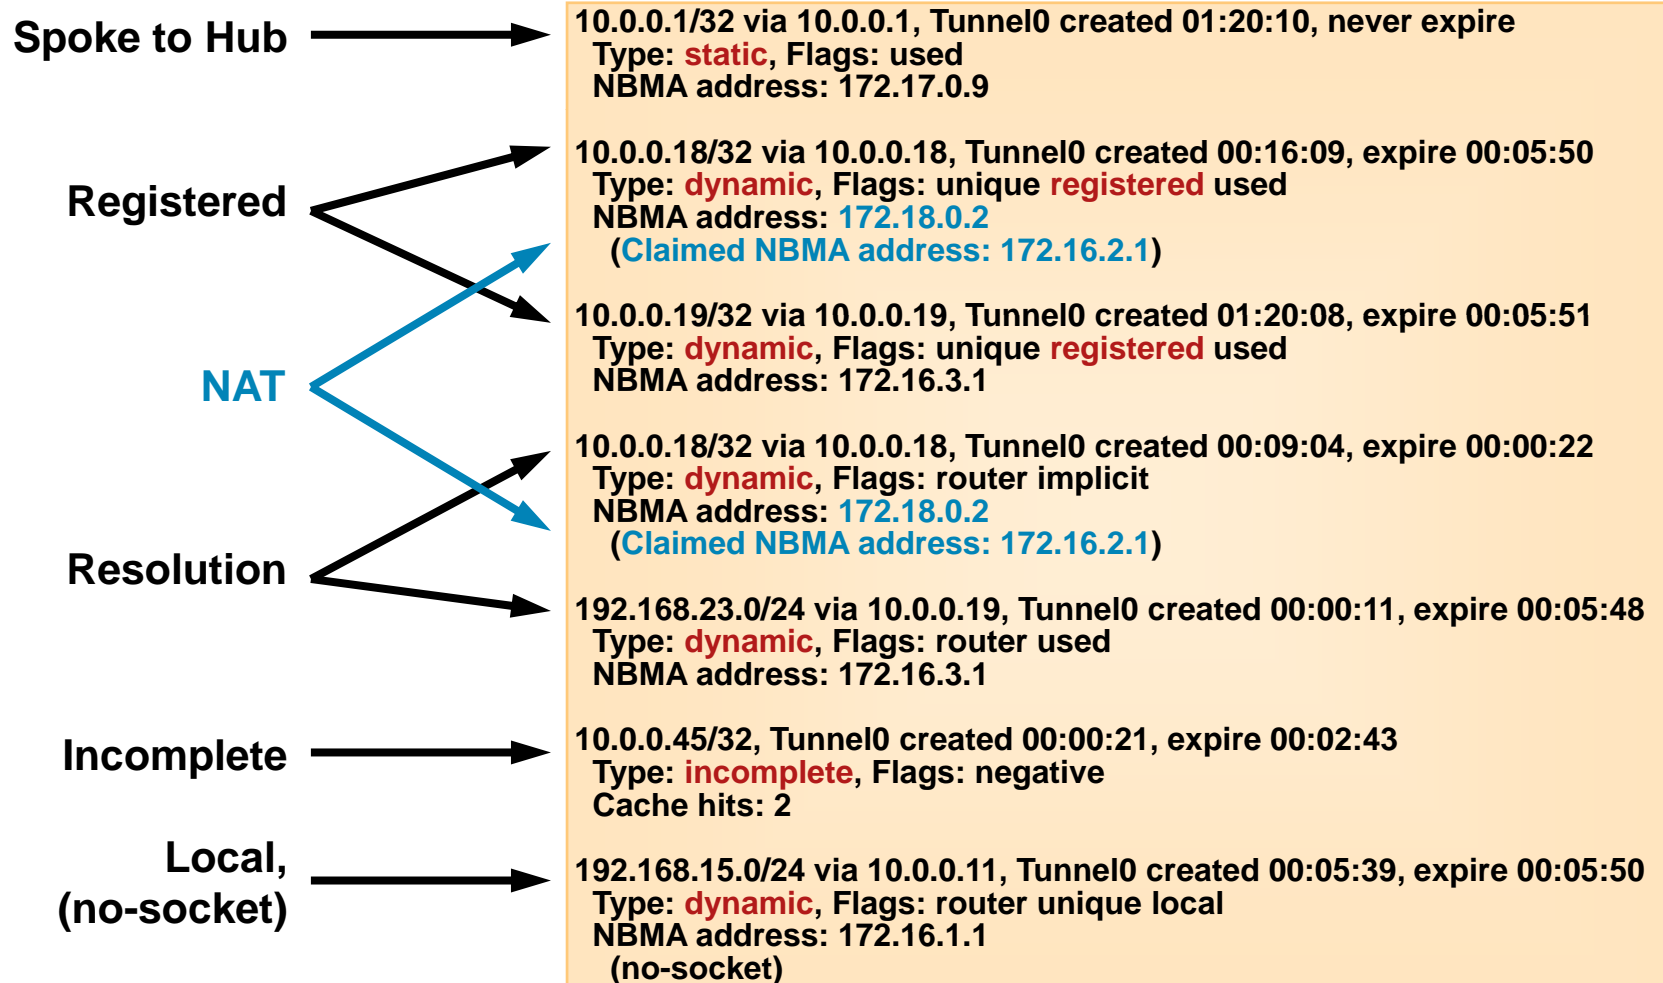 Spoke to Hub
10.0.0.1/32 via 10.0.0.1, Tunnel0 created 01:20:10, never expire
Type: static, Flags: used
NBMA address: 172.17.0.9
Registered
10.0.0.18/32 via 10.0.0.18, Tunnel0 created 00:16:09, expire 00:05:50
Type: dynamic, Flags: unique registered used
NBMA address: 172.18.0.2
(Claimed NBMA address: 172.16.2.1)
10.0.0.19/32 via 10.0.0.19, Tunnel0 created 01:20:08, expire 00:05:51
Type: dynamic, Flags: unique registered used
NBMA address: 172.16.3.1
NAT
10.0.0.18/32 via 10.0.0.18, Tunnel0 created 00:09:04, expire 00:00:22
Type: dynamic, Flags: router implicit
NBMA address: 172.18.0.2
(Claimed NBMA address: 172.16.2.1)
Resolution
192.168.23.0/24 via 10.0.0.19, Tunnel0 created 00:00:11, expire 00:05:48
Type: dynamic, Flags: router used
NBMA address: 172.16.3.1
Incomplete
10.0.0.45/32, Tunnel0 created 00:00:21, expire 00:02:43
Type: incomplete, Flags: negative
Cache hits: 2
Local,
(no-socket)
192.168.15.0/24 via 10.0.0.11, Tunnel0 created 00:05:39, expire 00:05:50
Type: dynamic, Flags: router unique local
NBMA address: 172.16.1.1
(no-socket)